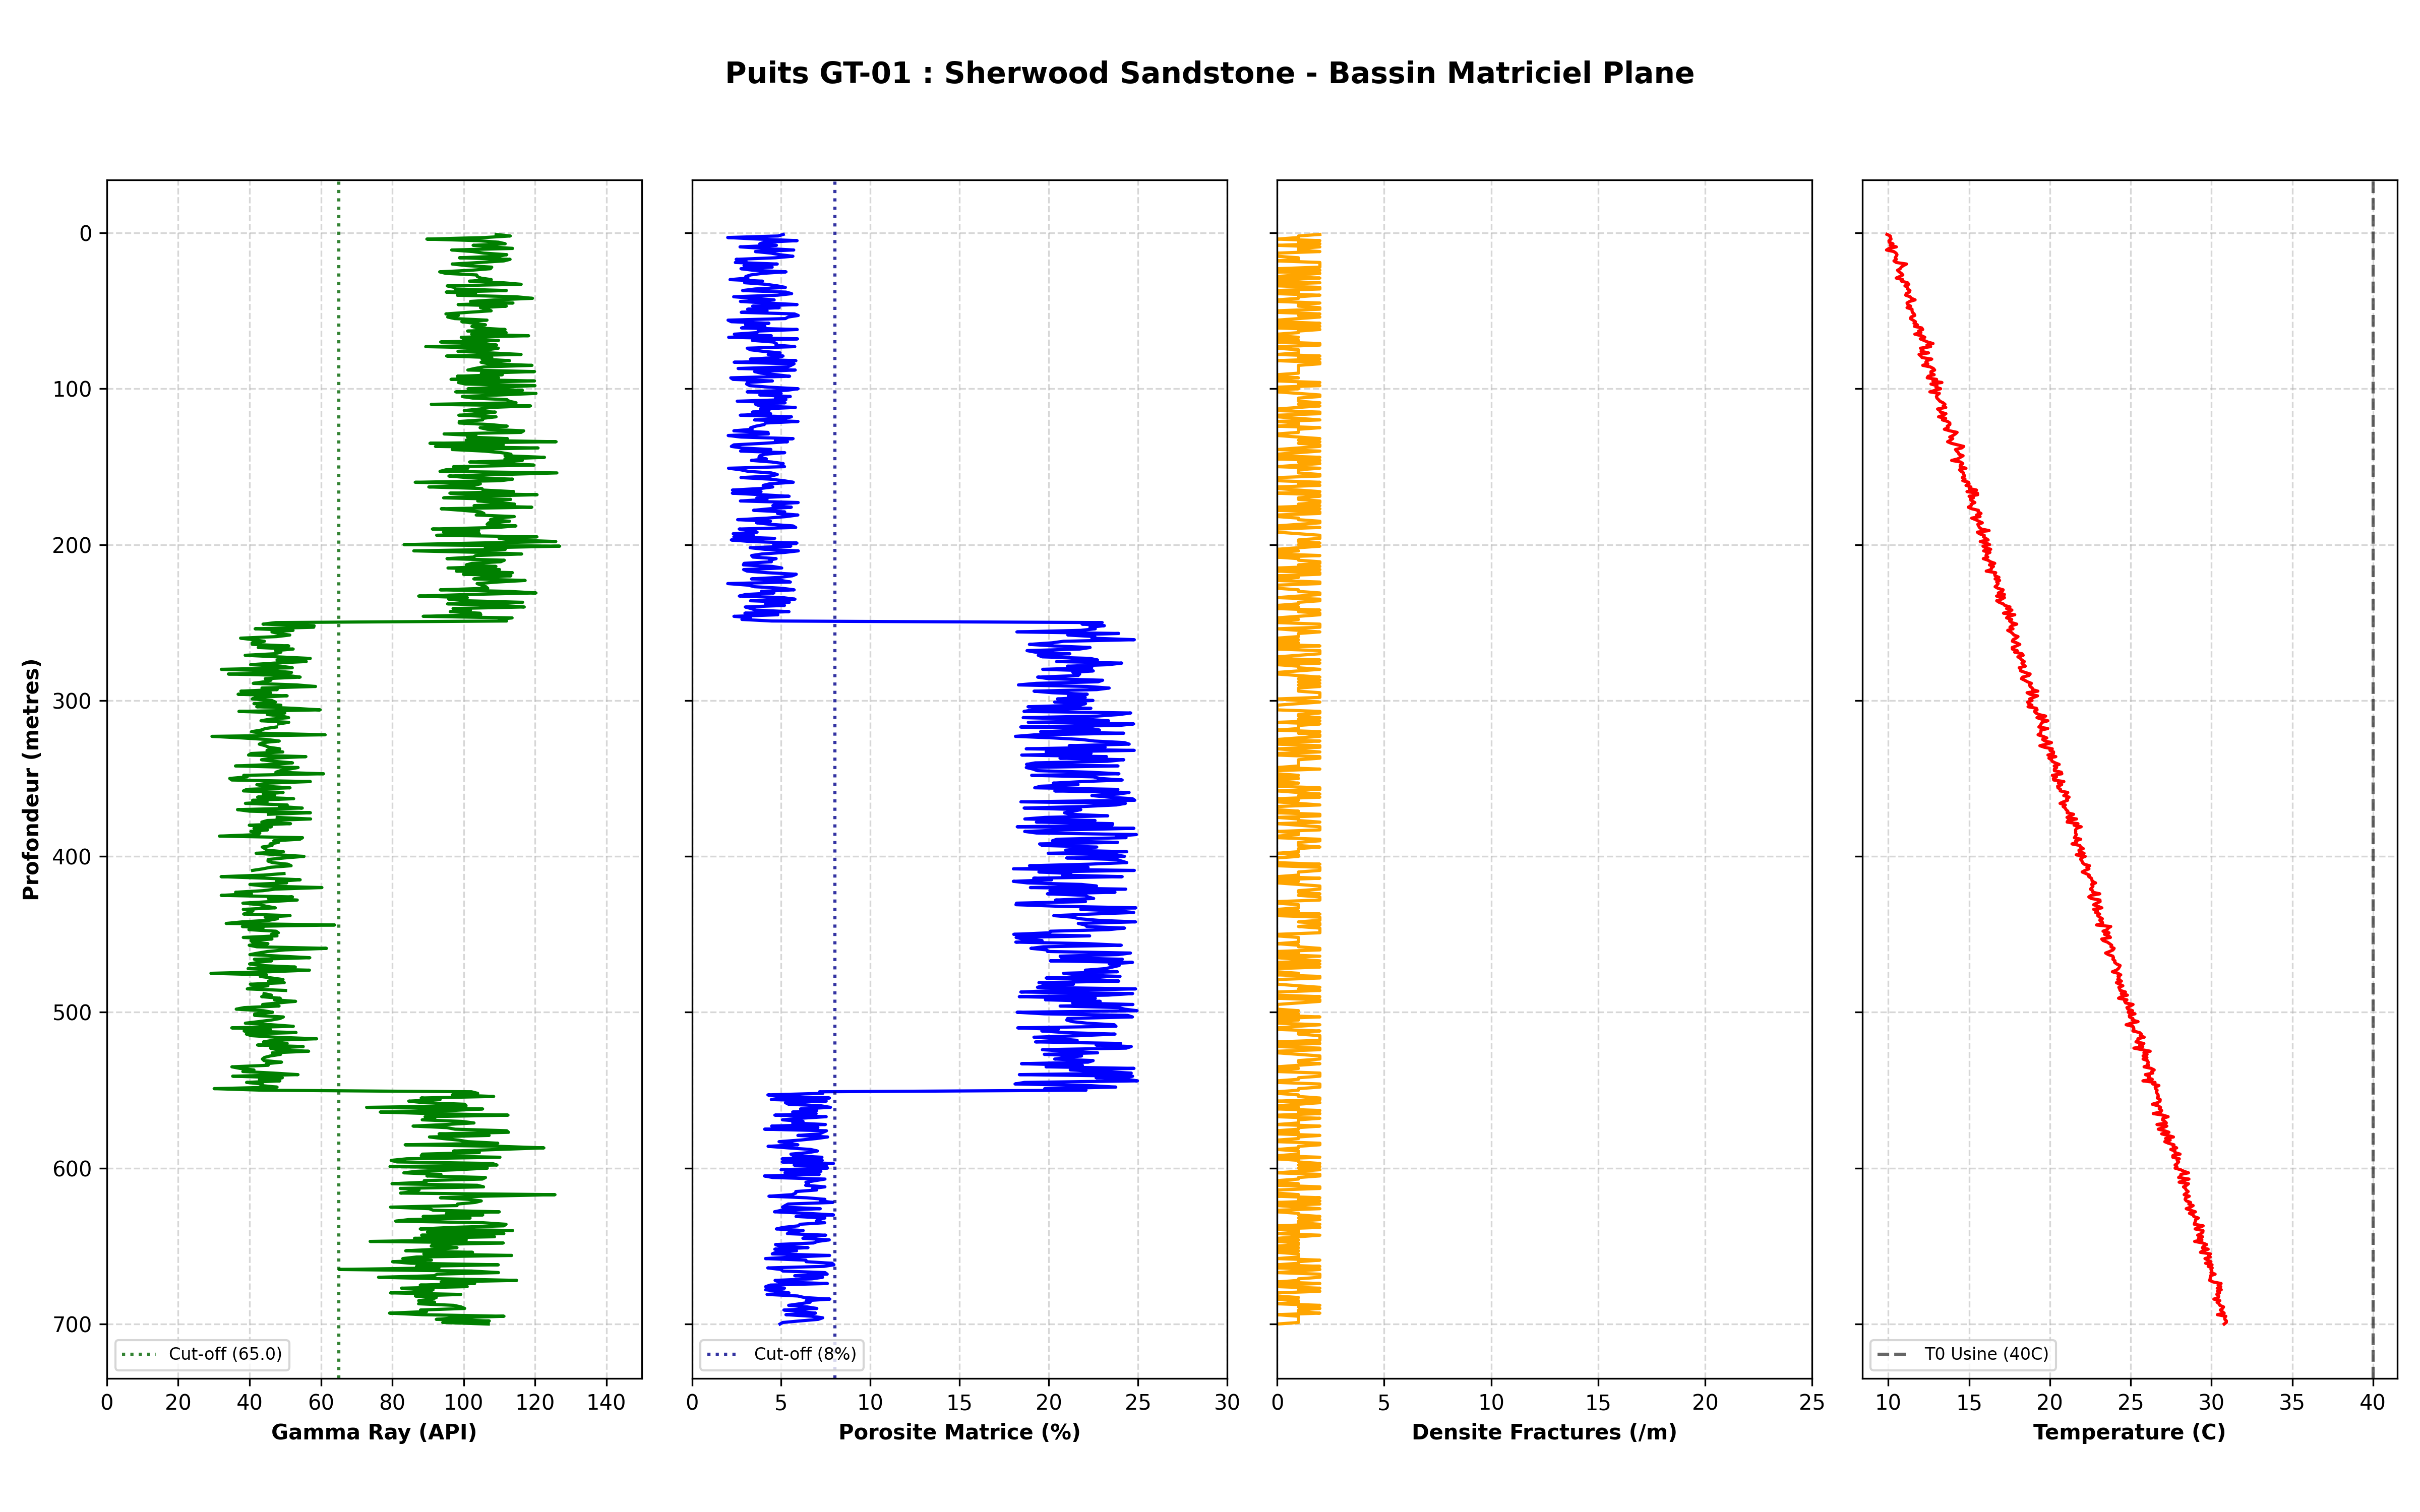 Puits GT-01 : Sherwood Sandstone - Bassin Matriciel Plane
Profondeur (metres)
0
100
200
300
400
500
600
700
Cut-off (65.0)
0 20 40 60 80 100 120 140
Gamma Ray (API)
Cut-off (8%)
0 5 10 15 20 25 30
Porosite Matrice (%)
0 5 10 15 20 25
Densite Fractures (/m)
T0 Usine (40C)
10 15 20 25 30 35 40
Temperature (C)